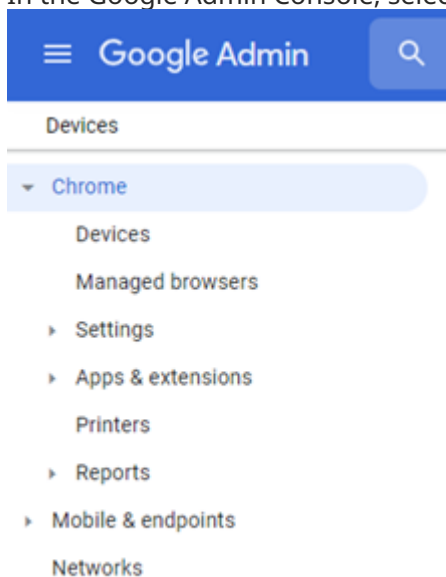 In the Google Admin Console, selec
Google Admin
Devices
Chrome
Devices
Managed browsers
Settings
Apps & extensions
Printers
Reports
Mobile & endpoints
Networks